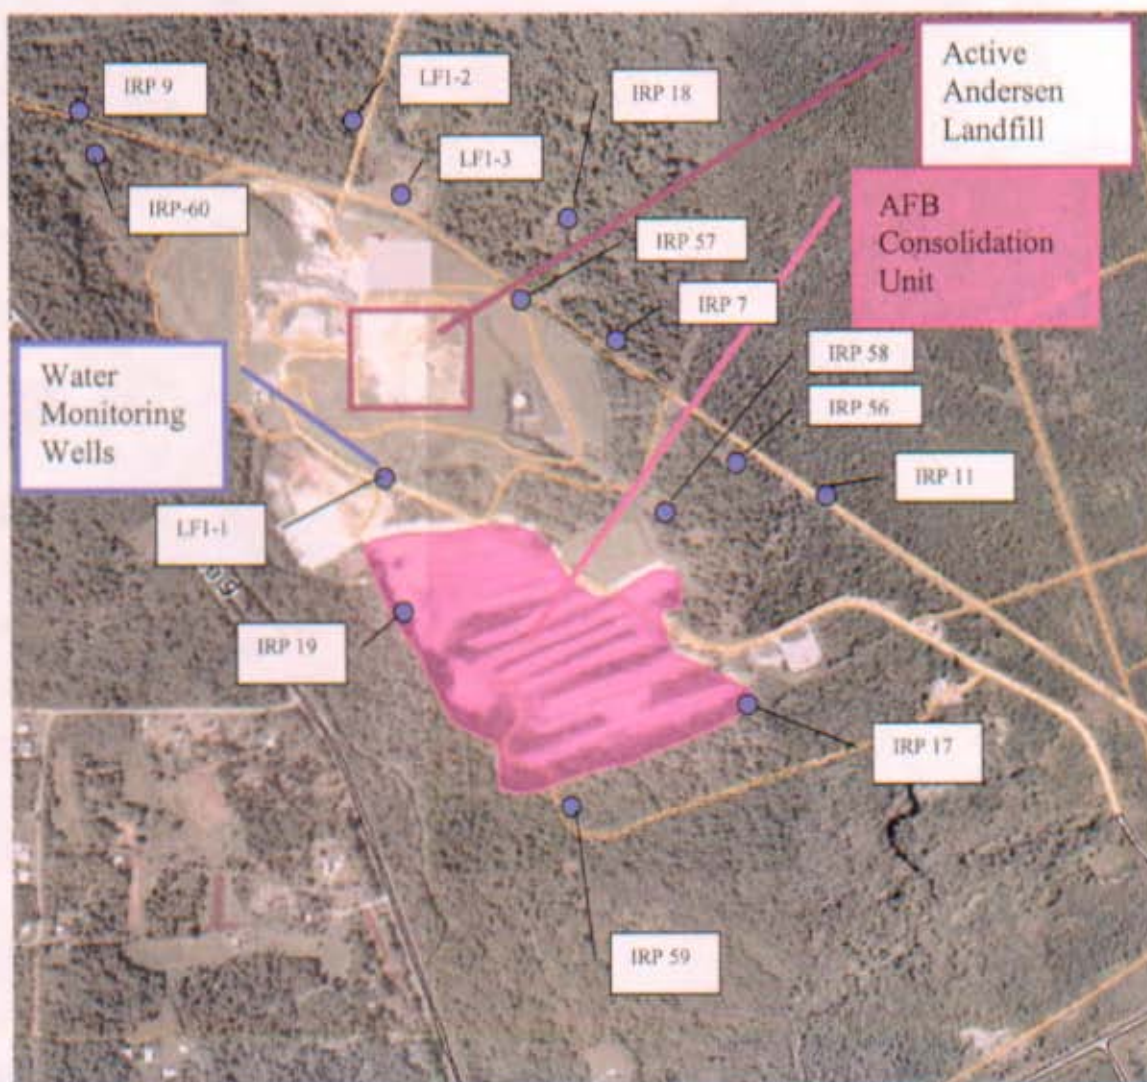 Active
Andersen
Landfill
IRP 9
LF1-2
IRP 18
LF1-3
IRP-60
AFB
Consolidation
Unit
IRP 57
IRP 7
IRP 58
Water
Monitoring
Wells
IRP 56
IRP 11
LF1-1
IRP 19
IRP 17
IRP 59